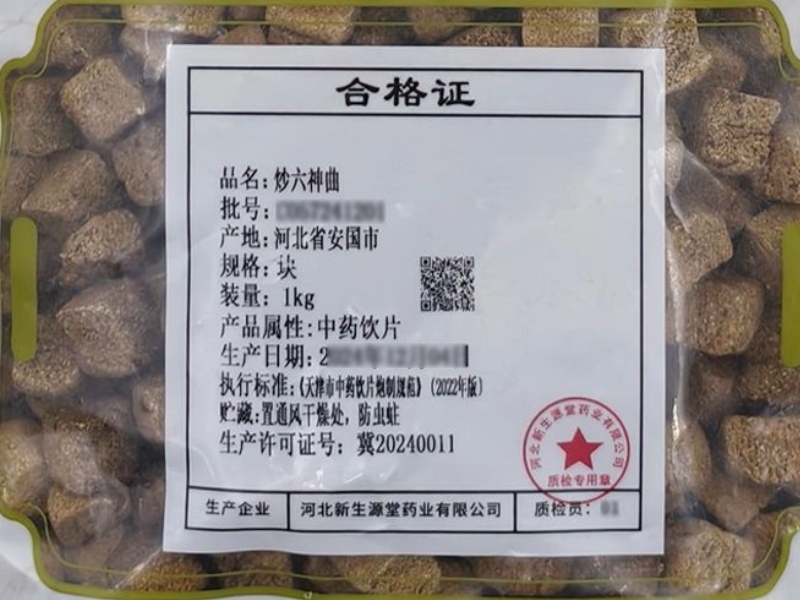 合格证
品名:炒六神曲
批号:
产地:河北省安国市
规格:块
装量:1kg
产品属性:中药饮片
生产日期:2
执行标准:《天津市中药饮片炮制规范》(2022年版)
贮藏:置通风干燥处,防虫蛀
生产许可证号:冀20240011
河北新生源堂药业有限公司
质检专用章
生产企业 河北新生源堂药业有限公司 质检员: